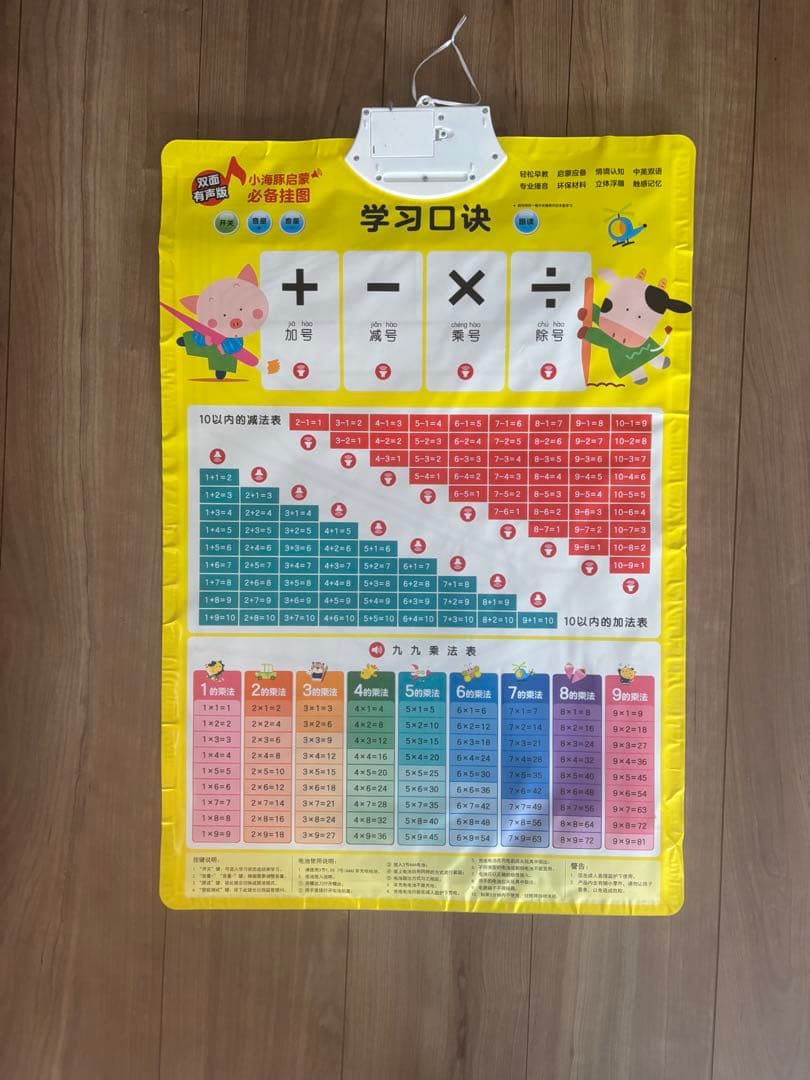 双面
有声版
小海豚启蒙
必备挂图
轻松早教 启蒙应备 情境认知 中英双语
专业播音 环保材料 立体浮雕 触感记忆
开关 音量+ 音量- 学习口诀 跟读
+ − × ÷
jiā hào jiǎn hào chéng hào chú hào
加号 减号 乘号 除号
10以内的减法表 2-1=1 3-1=2 4-1=3 5-1=4 6-1=5 7-1=6 8-1=7 9-1=8 10-1=9
3-2=1 4-2=2 5-2=3 6-2=4 7-2=5 8-2=6 9-2=7 10-2=8
4-3=1 5-3=2 6-3=3 7-3=4 8-3=5 9-3=6 10-3=7
5-4=1 6-4=2 7-4=3 8-4=4 9-4=5 10-4=6
6-5=1 7-5=2 8-5=3 9-5=4 10-5=5
7-6=1 8-6=2 9-6=3 10-6=4
8-7=1 9-7=2 10-7=3
9-8=1 10-8=2
10-9=1
1+1=2
1+2=3 2+1=3
1+3=4 2+2=4 3+1=4
1+4=5 2+3=5 3+2=5 4+1=5
1+5=6 2+4=6 3+3=6 4+2=6 5+1=6
1+6=7 2+5=7 3+4=7 4+3=7 5+2=7 6+1=7
1+7=8 2+6=8 3+5=8 4+4=8 5+3=8 6+2=8 7+1=8
1+8=9 2+7=9 3+6=9 4+5=9 5+4=9 6+3=9 7+2=9 8+1=9
1+9=10 2+8=10 3+7=10 4+6=10 5+5=10 6+4=10 7+3=10 8+2=10 9+1=10 10以内的加法表
九九乘法表
1的乘法 2的乘法 3的乘法 4的乘法 5的乘法 6的乘法 7的乘法 8的乘法 9的乘法
1×1=1 2×1=2 3×1=3 4×1=4 5×1=5 6×1=6 7×1=7 8×1=8 9×1=9
1×2=2 2×2=4 3×2=6 4×2=8 5×2=10 6×2=12 7×2=14 8×2=16 9×2=18
1×3=3 2×3=6 3×3=9 4×3=12 5×3=15 6×3=18 7×3=21 8×3=24 9×3=27
1×4=4 2×4=8 3×4=12 4×4=16 5×4=20 6×4=24 7×4=28 8×4=32 9×4=36
1×5=5 2×5=10 3×5=15 4×5=20 5×5=25 6×5=30 7×5=35 8×5=40 9×5=45
1×6=6 2×6=12 3×6=18 4×6=24 5×6=30 6×6=36 7×6=42 8×6=48 9×6=54
1×7=7 2×7=14 3×7=21 4×7=28 5×7=35 6×7=42 7×7=49 8×7=56 9×7=63
1×8=8 2×8=16 3×8=24 4×8=32 5×8=40 6×8=48 7×8=56 8×8=64 9×8=72
1×9=9 2×9=18 3×9=27 4×9=36 5×9=45 6×9=54 7×9=63 8×9=72 9×9=81
按键说明：
电池使用说明：
警告：